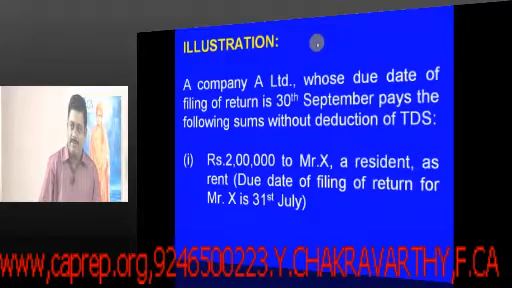 ILLUSTRATION:
A company A Ltd., whose due date of
filing of return is 30th September pays the
following sums without deduction of TDS:
(i) Rs.2,00,000 to Mr.X, a resident, as
rent (Due date of filing of return for
Mr. X is 31st July)
www,caprep.org,9246500223.Y.CHAKRAVARTHY,F.CA